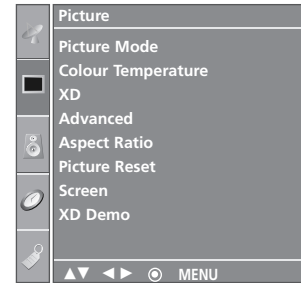 Picture
Picture Mode
Colour Temperature
XD
Advanced
Aspect Ratio
Picture Reset
Screen
XD Demo
▲▼ ◄► ⦿ MENU